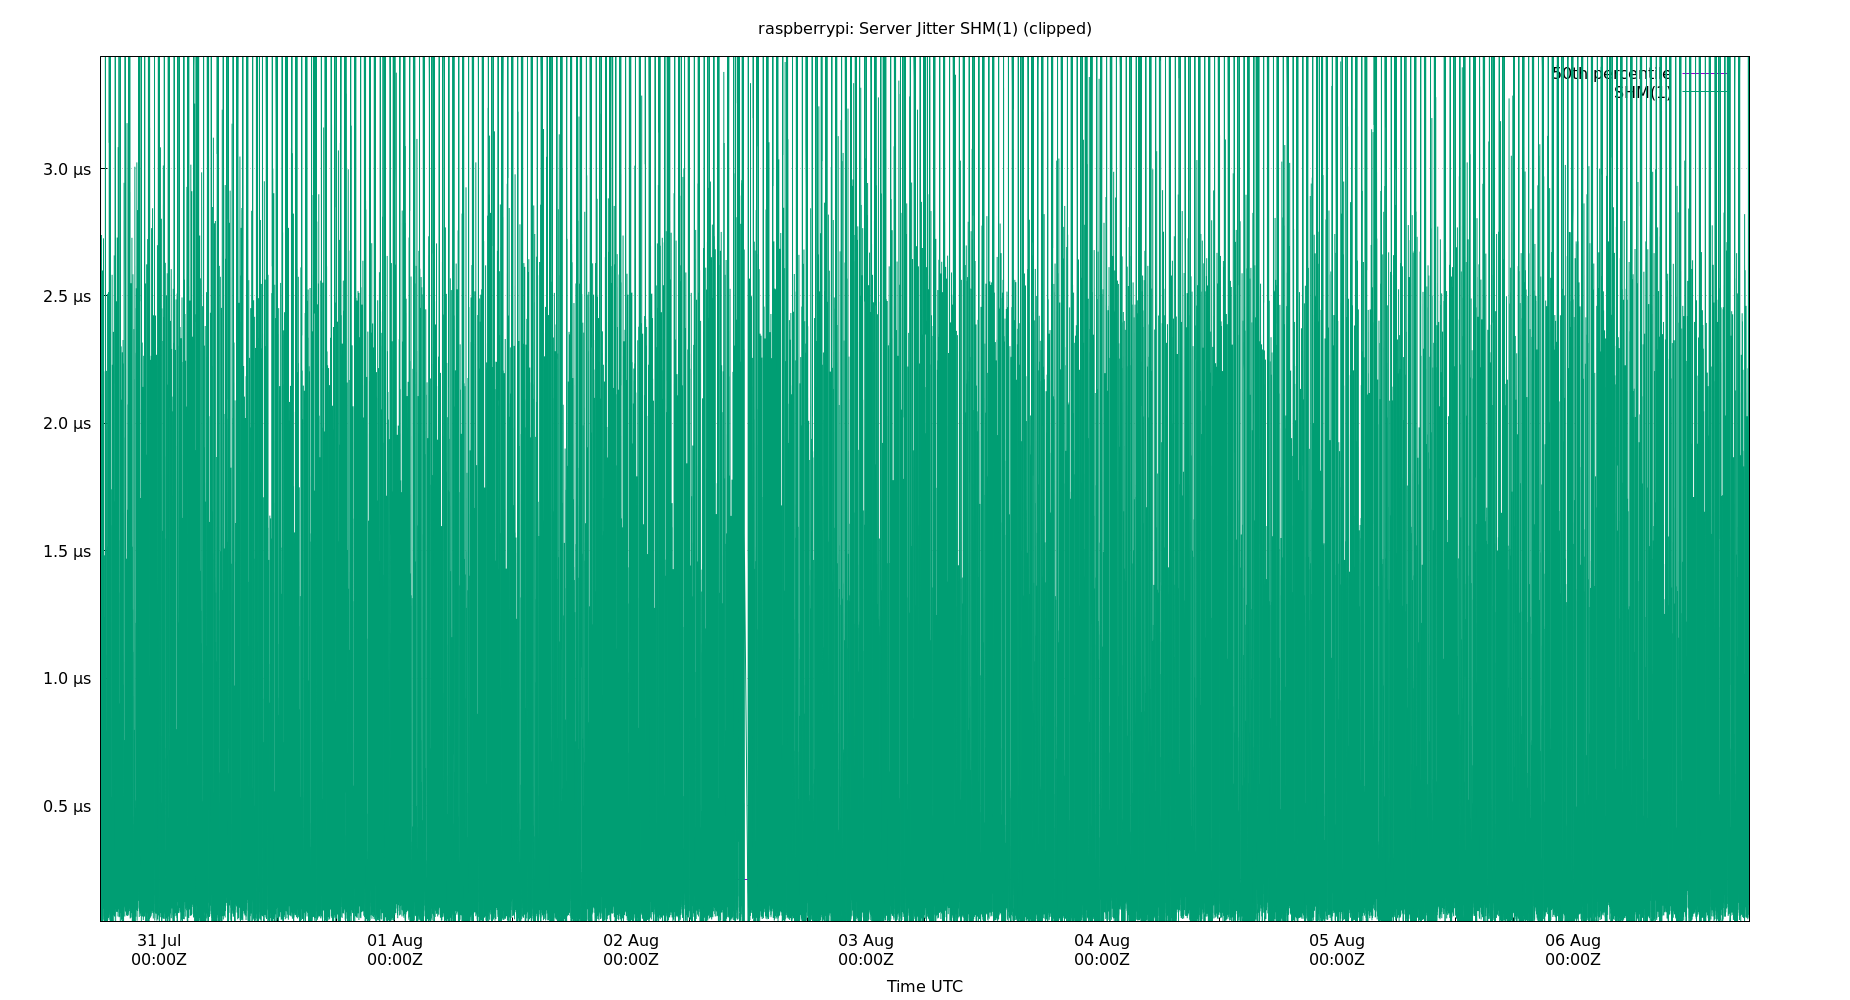 raspberrypi: Server Jitter SHM(1) (clipped)
50th percentile
SHM(1)
3.0 µs
2.5 µs
2.0 µs
1.5 µs
1.0 µs
0.5 µs
31 Jul 01 Aug 02 Aug 03 Aug 04 Aug 05 Aug 06 Aug
00:00Z 00:00Z 00:00Z 00:00Z 00:00Z 00:00Z 00:00Z
Time UTC